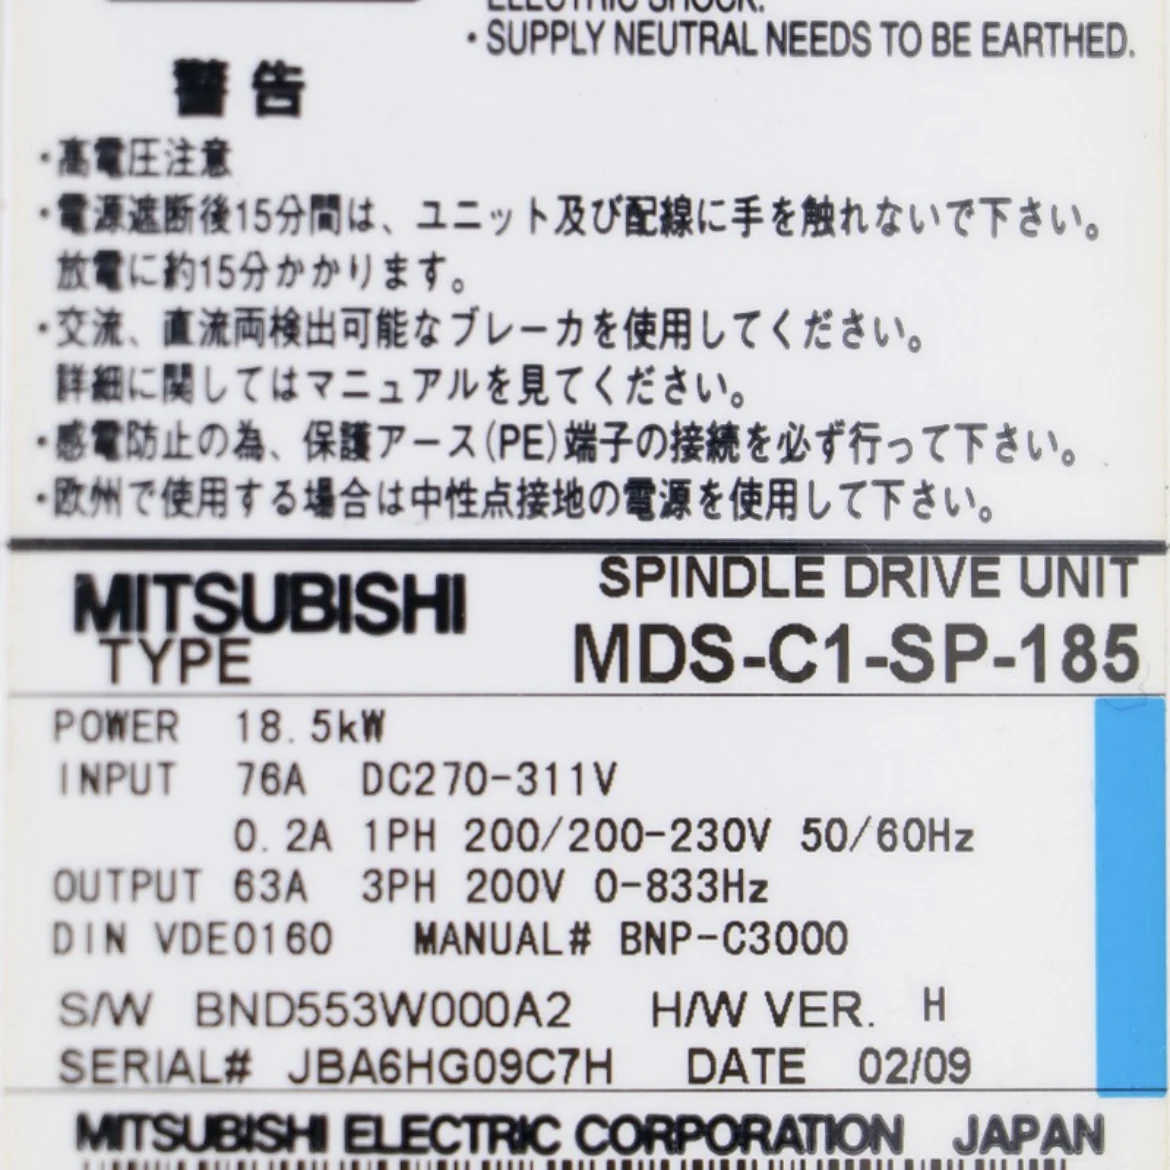 ELECTRIC SHOCK.
・SUPPLY NEUTRAL NEEDS TO BE EARTHED.
警告
・高電圧注意
・電源遮断後15分間は、ユニット及び配線に手を触れないで下さい。
放電に約15分かかります。
・交流、直流両検出可能なブレーカを使用してください。
詳細に関してはマニュアルを見てください。
・感電防止の為、保護アース(PE)端子の接続を必ず行って下さい。
・欧州で使用する場合は中性点接地の電源を使用して下さい。
MITSUBISHI SPINDLE DRIVE UNIT
TYPE MDS-C1-SP-185
POWER 18.5kW
INPUT 76A DC270-311V
0.2A 1PH 200/200-230V 50/60Hz
OUTPUT 63A 3PH 200V 0-833Hz
DIN VDE0160 MANUAL# BNP-C3000
S/W BND553W000A2 H/W VER. H
SERIAL# JBA6HG09C7H DATE 02/09
MITSUBISHI ELECTRIC CORPORATION JAPAN